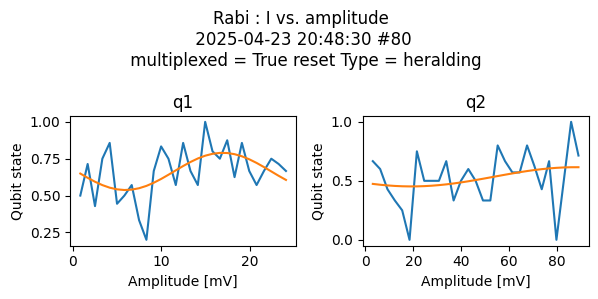 Rabi : I vs. amplitude
2025-04-23 20:48:30 #80
multiplexed = True reset Type = heralding
q1
q2
Qubit state
1.00
0.75
0.50
0.25
0
10
20
Amplitude [mV]
Qubit state
1.0
0.5
0.0
0
20
40
60
80
Amplitude [mV]